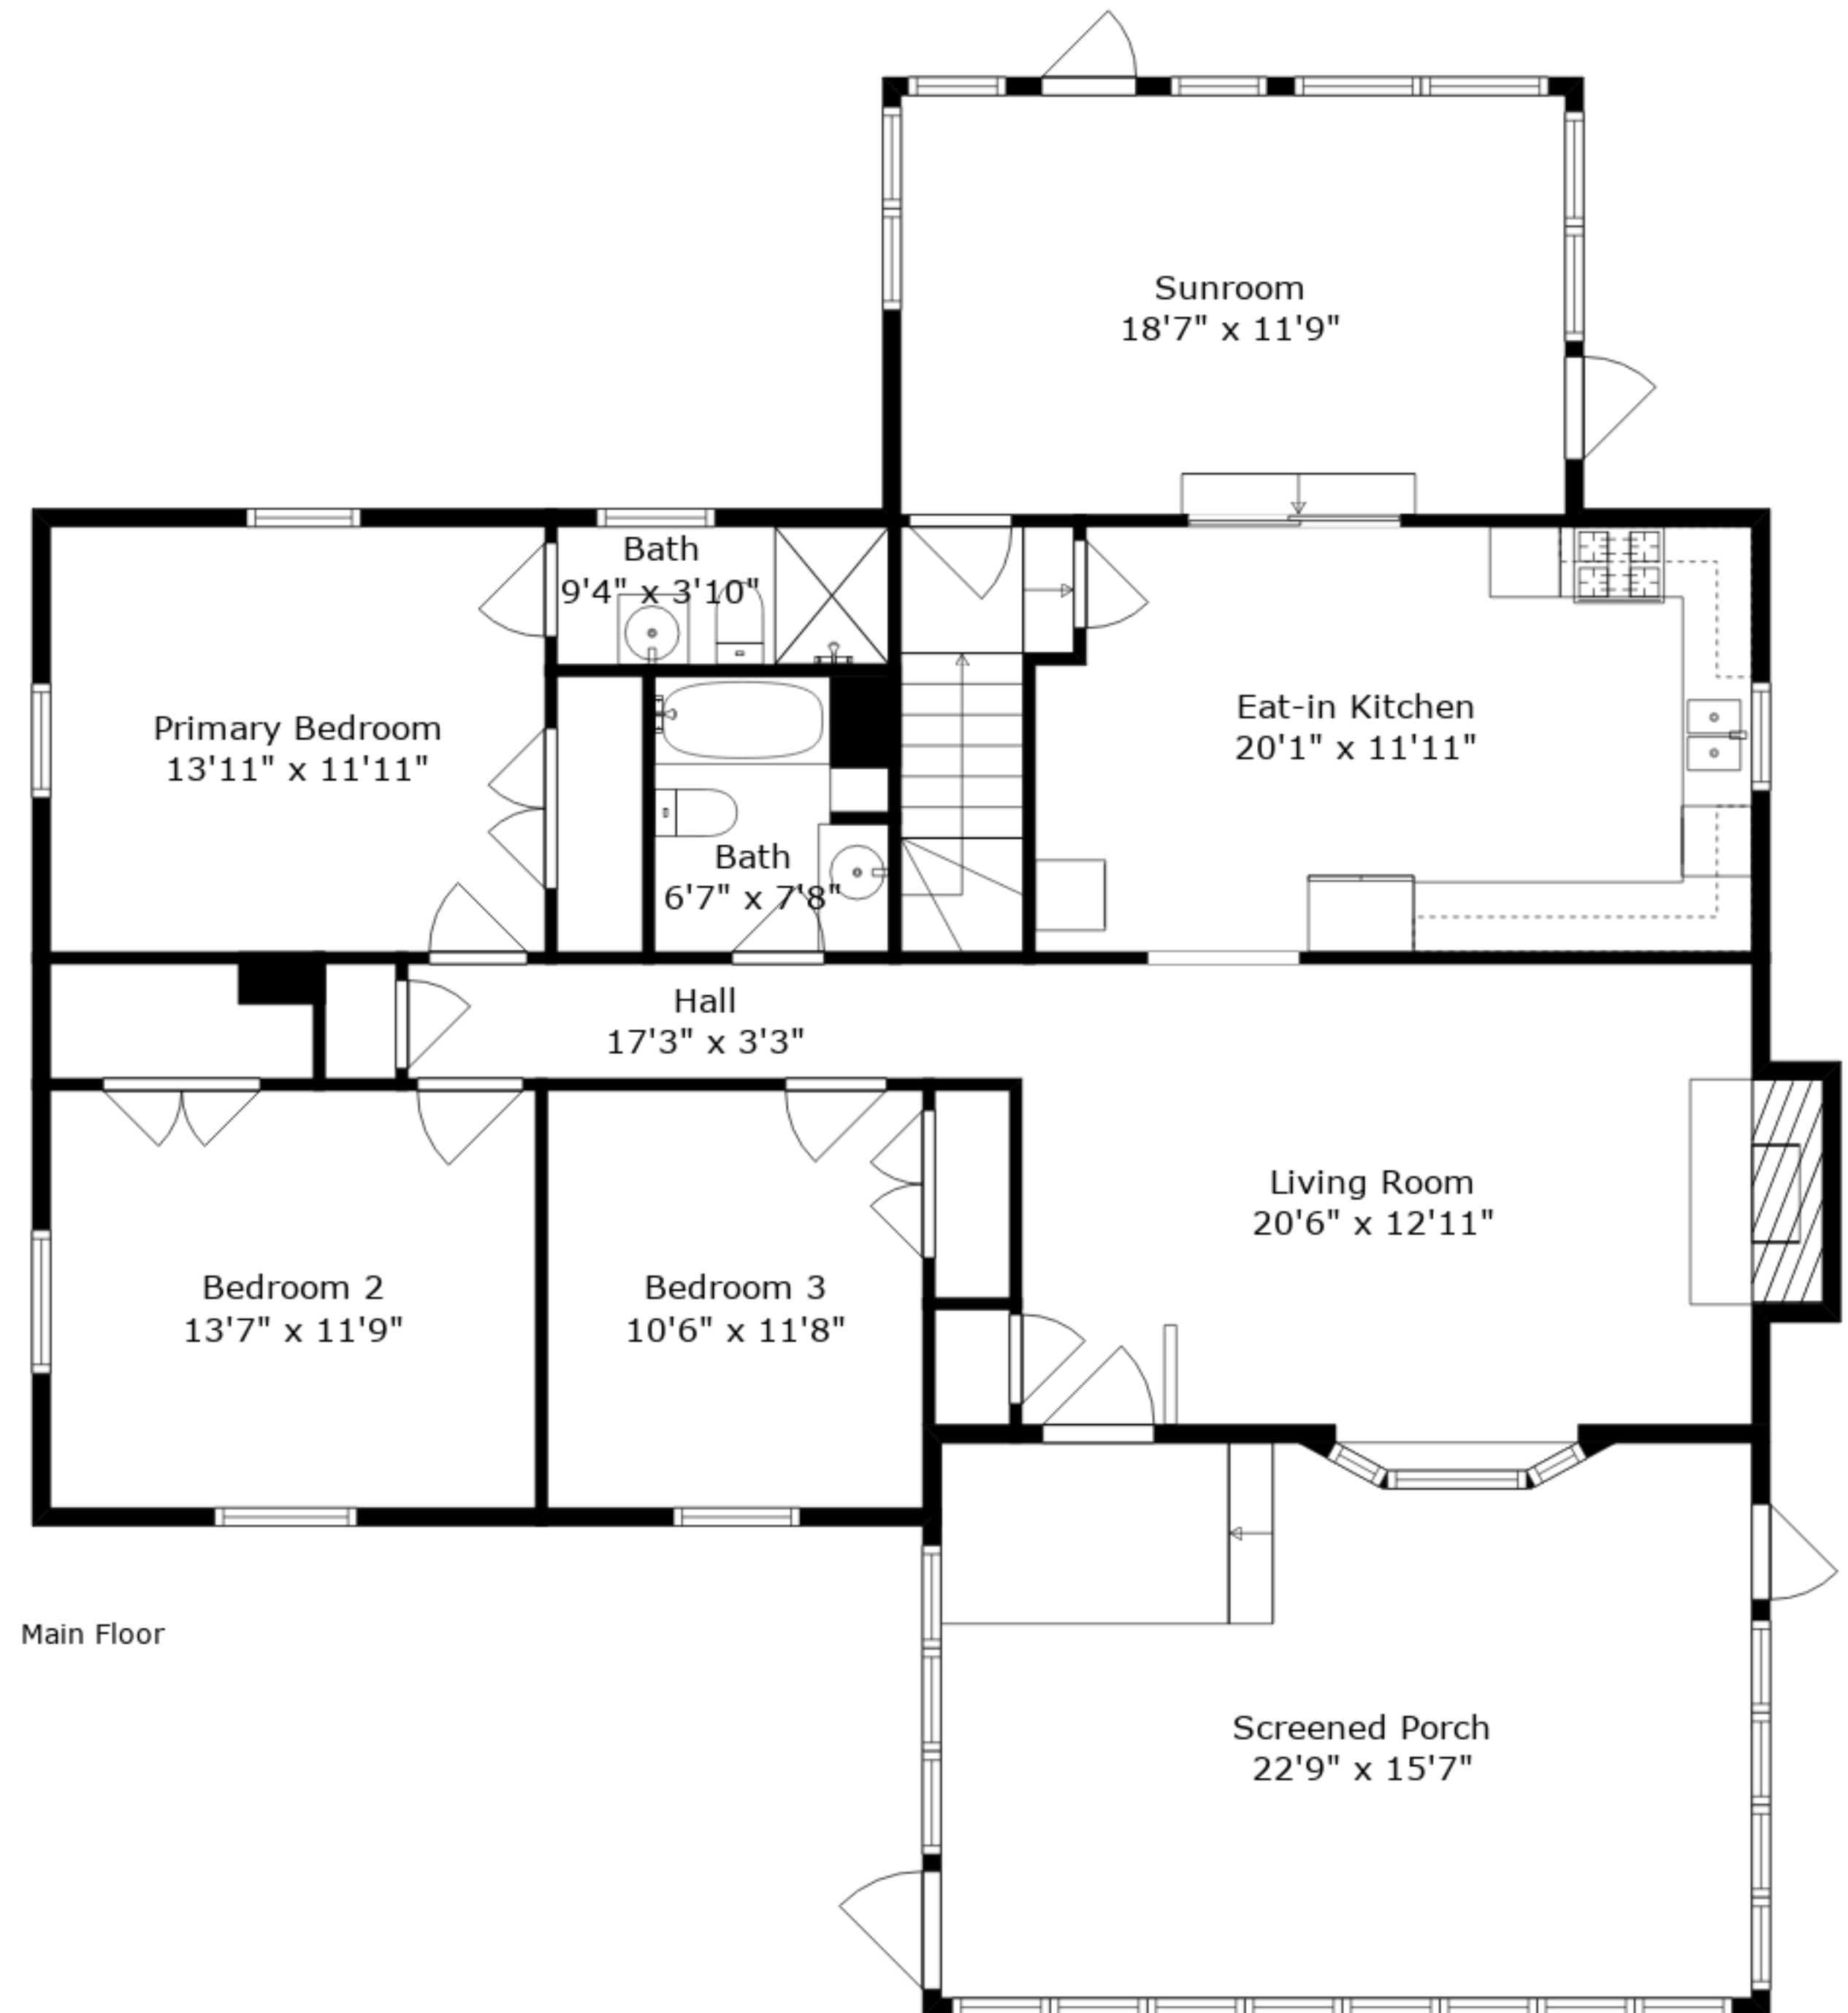 Sunroom
18'7" x 11'9"
Bath
9'4" x 3'10"
Primary Bedroom
13'11" x 11'11"
Eat-in Kitchen
20'1" x 11'11"
Bath
6'7" x 7'8"
Hall
17'3" x 3'3"
Living Room
20'6" x 12'11"
Bedroom 2
13'7" x 11'9"
Bedroom 3
10'6" x 11'8"
Main Floor
Screened Porch
22'9" x 15'7"